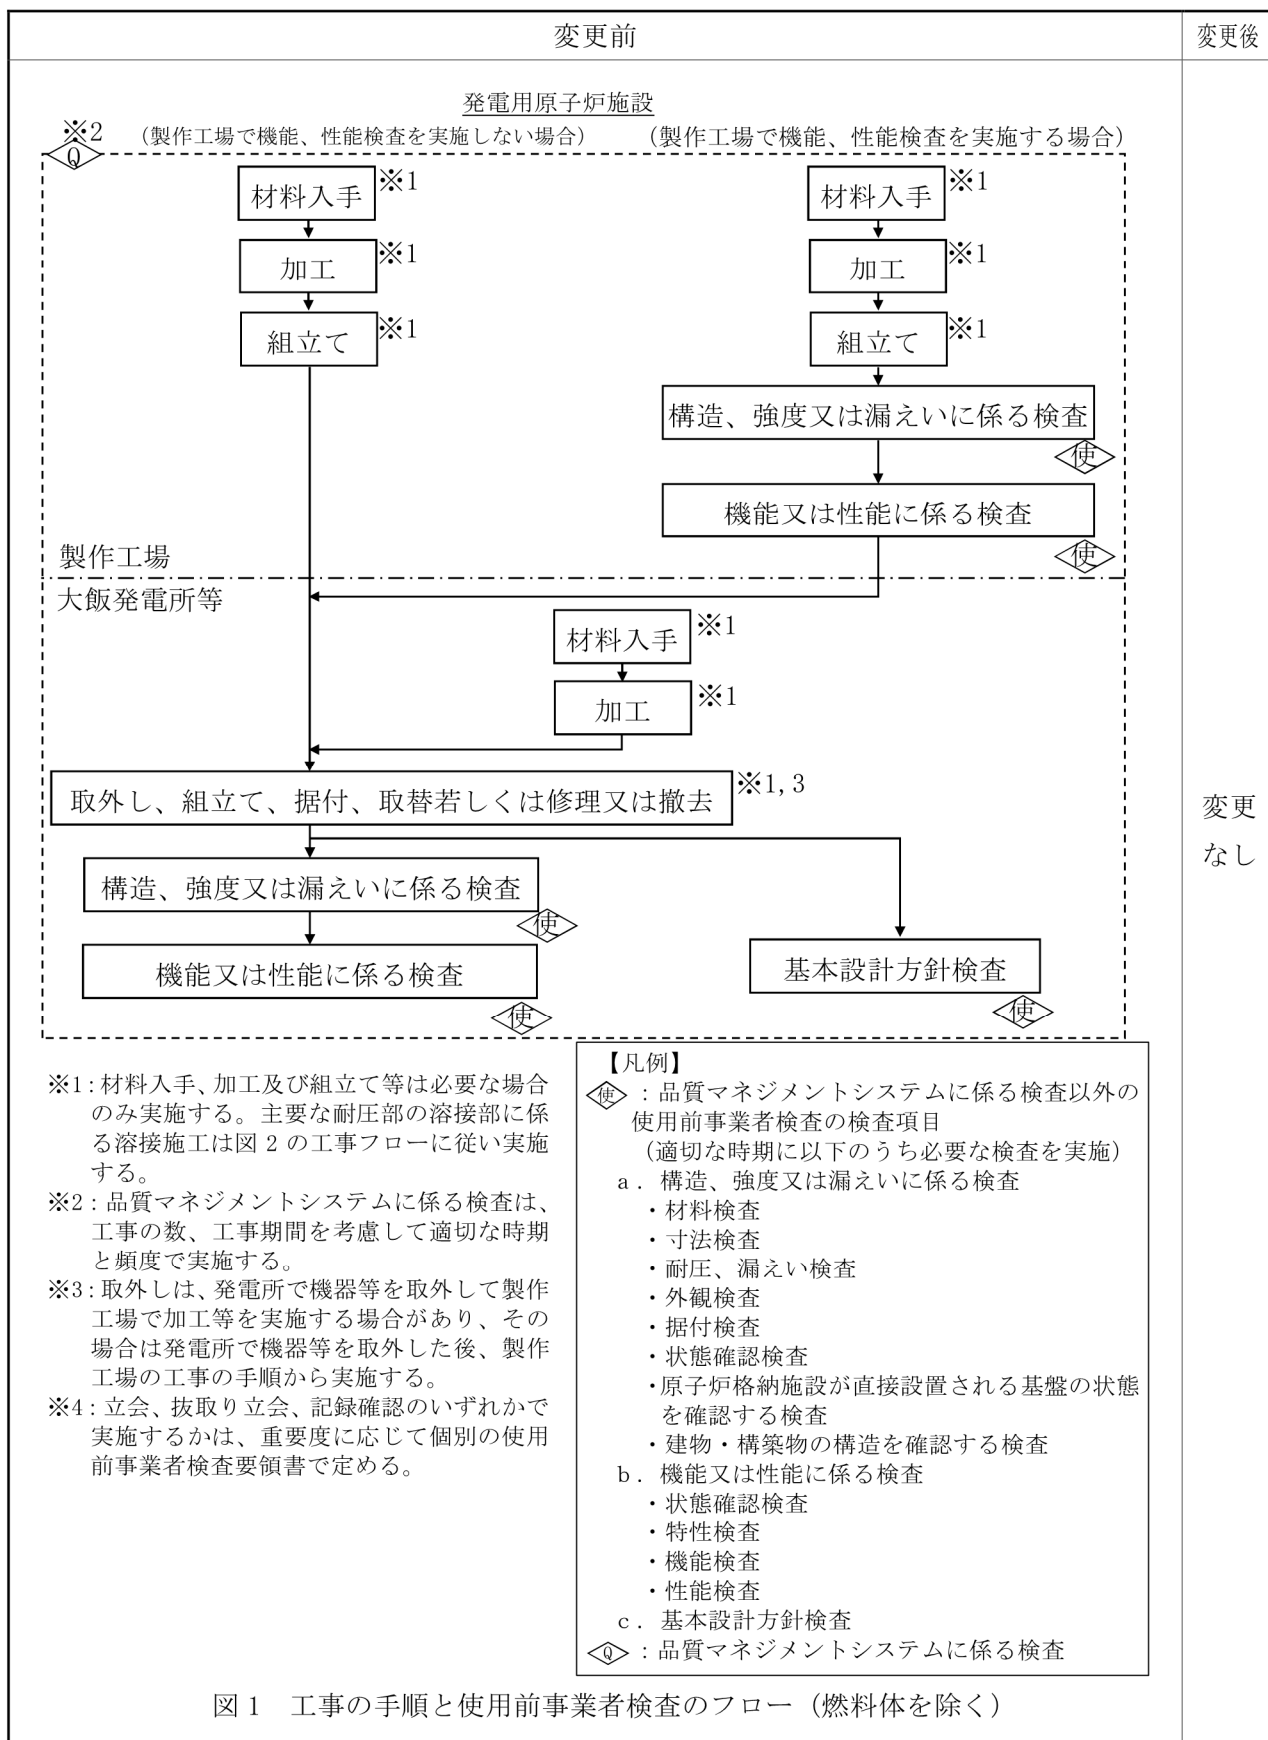 変更前
変更後
発電用原子炉施設
※2
（製作工場で機能、性能検査を実施しない場合）
（製作工場で機能、性能検査を実施する場合）
Q
材料入手
※1
材料入手
※1
加工
※1
加工
※1
組立て
※1
組立て
※1
構造、強度又は漏えいに係る検査
使
機能又は性能に係る検査
使
製作工場
大飯発電所等
材料入手
※1
加工
※1
取外し、組立て、据付、取替若しくは修理又は撤去
※1,3
構造、強度又は漏えいに係る検査
使
機能又は性能に係る検査
使
基本設計方針検査
使
変更
なし
※1:材料入手、加工及び組立て等は必要な場合
のみ実施する。主要な耐圧部の溶接部に係
る溶接施工は図2の工事フローに従い実施
する。
※2:品質マネジメントシステムに係る検査は、
工事の数、工事期間を考慮して適切な時期
と頻度で実施する。
※3:取外しは、発電所で機器等を取外して製作
工場で加工等を実施する場合があり、その
場合は発電所で機器等を取外した後、製作
工場の工事の手順から実施する。
※4:立会、抜取り立会、記録確認のいずれかで
実施するかは、重要度に応じて個別の使用
前事業者検査要領書で定める。
【凡例】
使：品質マネジメントシステムに係る検査以外の
使用前事業者検査の検査項目
（適切な時期に以下のうち必要な検査を実施）
a．構造、強度又は漏えいに係る検査
・材料検査
・寸法検査
・耐圧、漏えい検査
・外観検査
・据付検査
・状態確認検査
・原子炉格納施設が直接設置される基盤の状態
を確認する検査
・建物・構築物の構造を確認する検査
b．機能又は性能に係る検査
・状態確認検査
・特性検査
・機能検査
・性能検査
c．基本設計方針検査
Q：品質マネジメントシステムに係る検査
図1　工事の手順と使用前事業者検査のフロー（燃料体を除く）